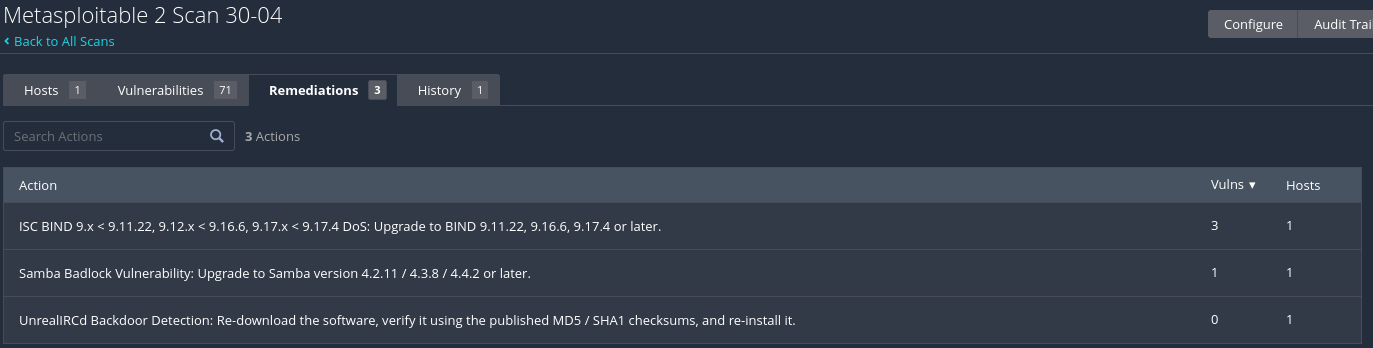 Metasploitable 2 Scan 30-04
Configure Audit Trai
Back to All Scans
Hosts 1 Vulnerabilities 71 Remediations 3 History 1
Search Actions 3 Actions
Action Vulns ▼ Hosts
ISC BIND 9.x < 9.11.22, 9.12.x < 9.16.6, 9.17.x < 9.17.4 DoS: Upgrade to BIND 9.11.22, 9.16.6, 9.17.4 or later. 3 1
Samba Badlock Vulnerability: Upgrade to Samba version 4.2.11 / 4.3.8 / 4.4.2 or later. 1 1
UnrealIRCd Backdoor Detection: Re-download the software, verify it using the published MD5 / SHA1 checksums, and re-install it. 0 1